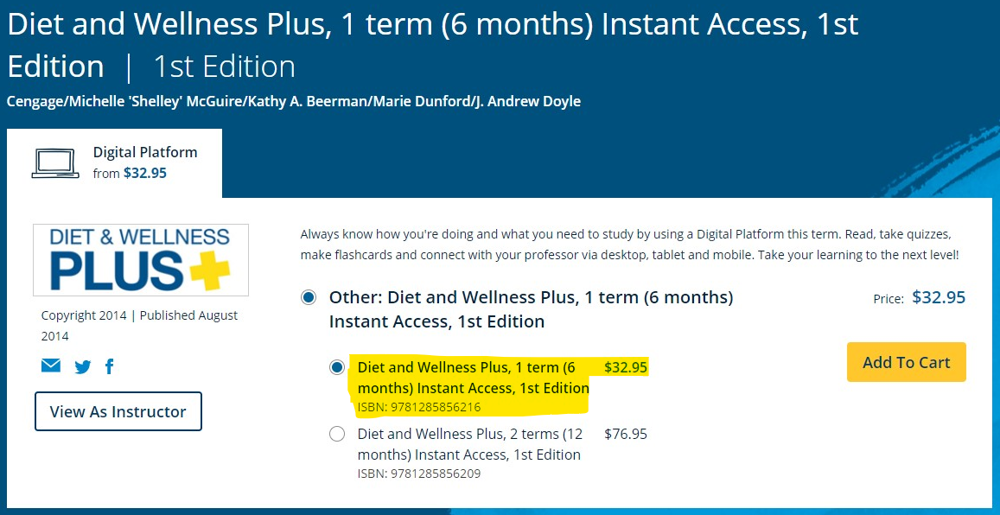 Diet and Wellness Plus, 1 term (6 months) Instant Access, 1st
Edition | 1st Edition
Cengage/Michelle 'Shelley' McGuire/Kathy A. Beerman/Marie Dunford/J. Andrew Doyle
Digital Platform
from $32.95
DIET & WELLNESS
PLUS+
Copyright 2014 | Published August
2014
View As Instructor
Always know how you're doing and what you need to study by using a Digital Platform this term. Read, take quizzes,
make flashcards and connect with your professor via desktop, tablet and mobile. Take your learning to the next level!
Other: Diet and Wellness Plus, 1 term (6 months)
Instant Access, 1st Edition
Price: $32.95
Diet and Wellness Plus, 1 term (6 $32.95
months) Instant Access, 1st Edition
ISBN: 9781285856216
Add To Cart
Diet and Wellness Plus, 2 terms (12 $76.95
months) Instant Access, 1st Edition
ISBN: 9781285856209